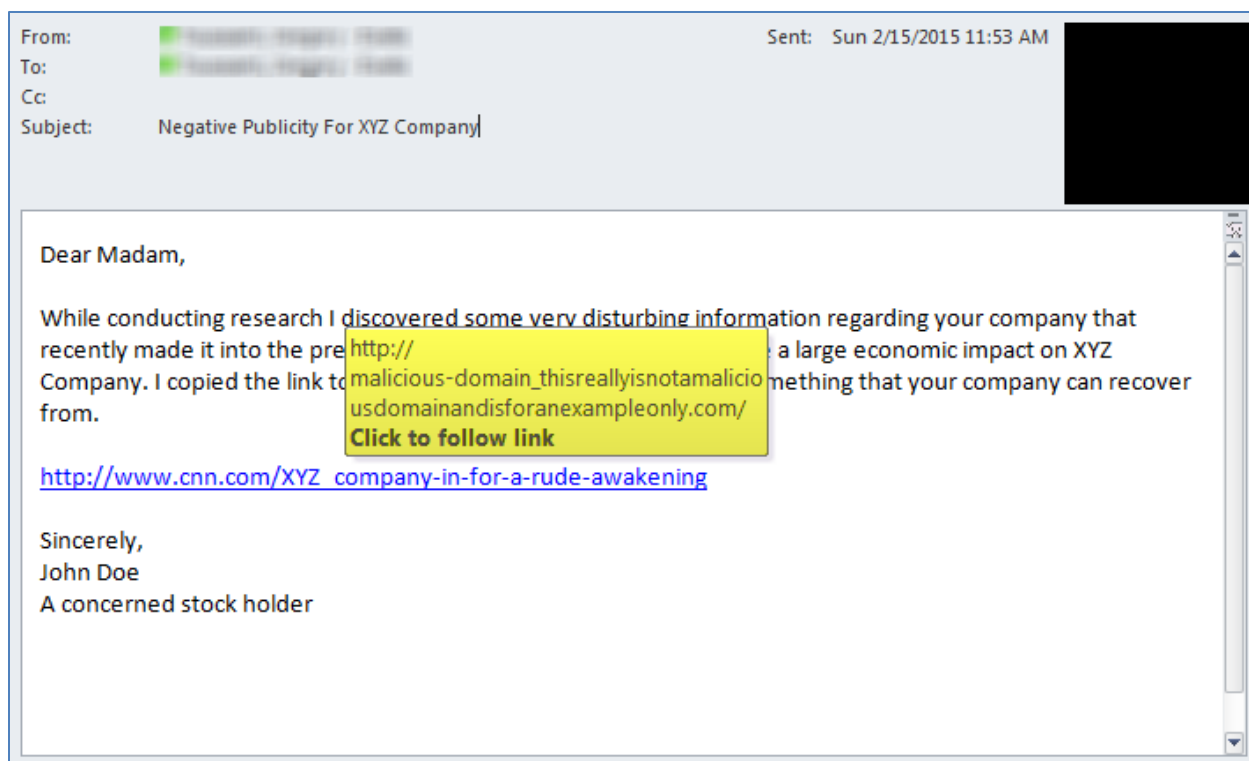 From:
Sent: Sun 2/15/2015 11:53 AM
To:
Cc:
Subject: Negative Publicity For XYZ Company
Dear Madam,
While conducting research I discovered some very disturbing information regarding your company that
recently made it into the a large economic impact on XYZ
Company. I copied the link that your company can recover
from.
http://
malicious-domain_thisreallyisnotamalicio
usdomainandisforanexampleonly.com/
Click to follow link
http://www.cnn.com/XYZ_company-in-for-a-rude-awakening
Sincerely,
John Doe
A concerned stock holder